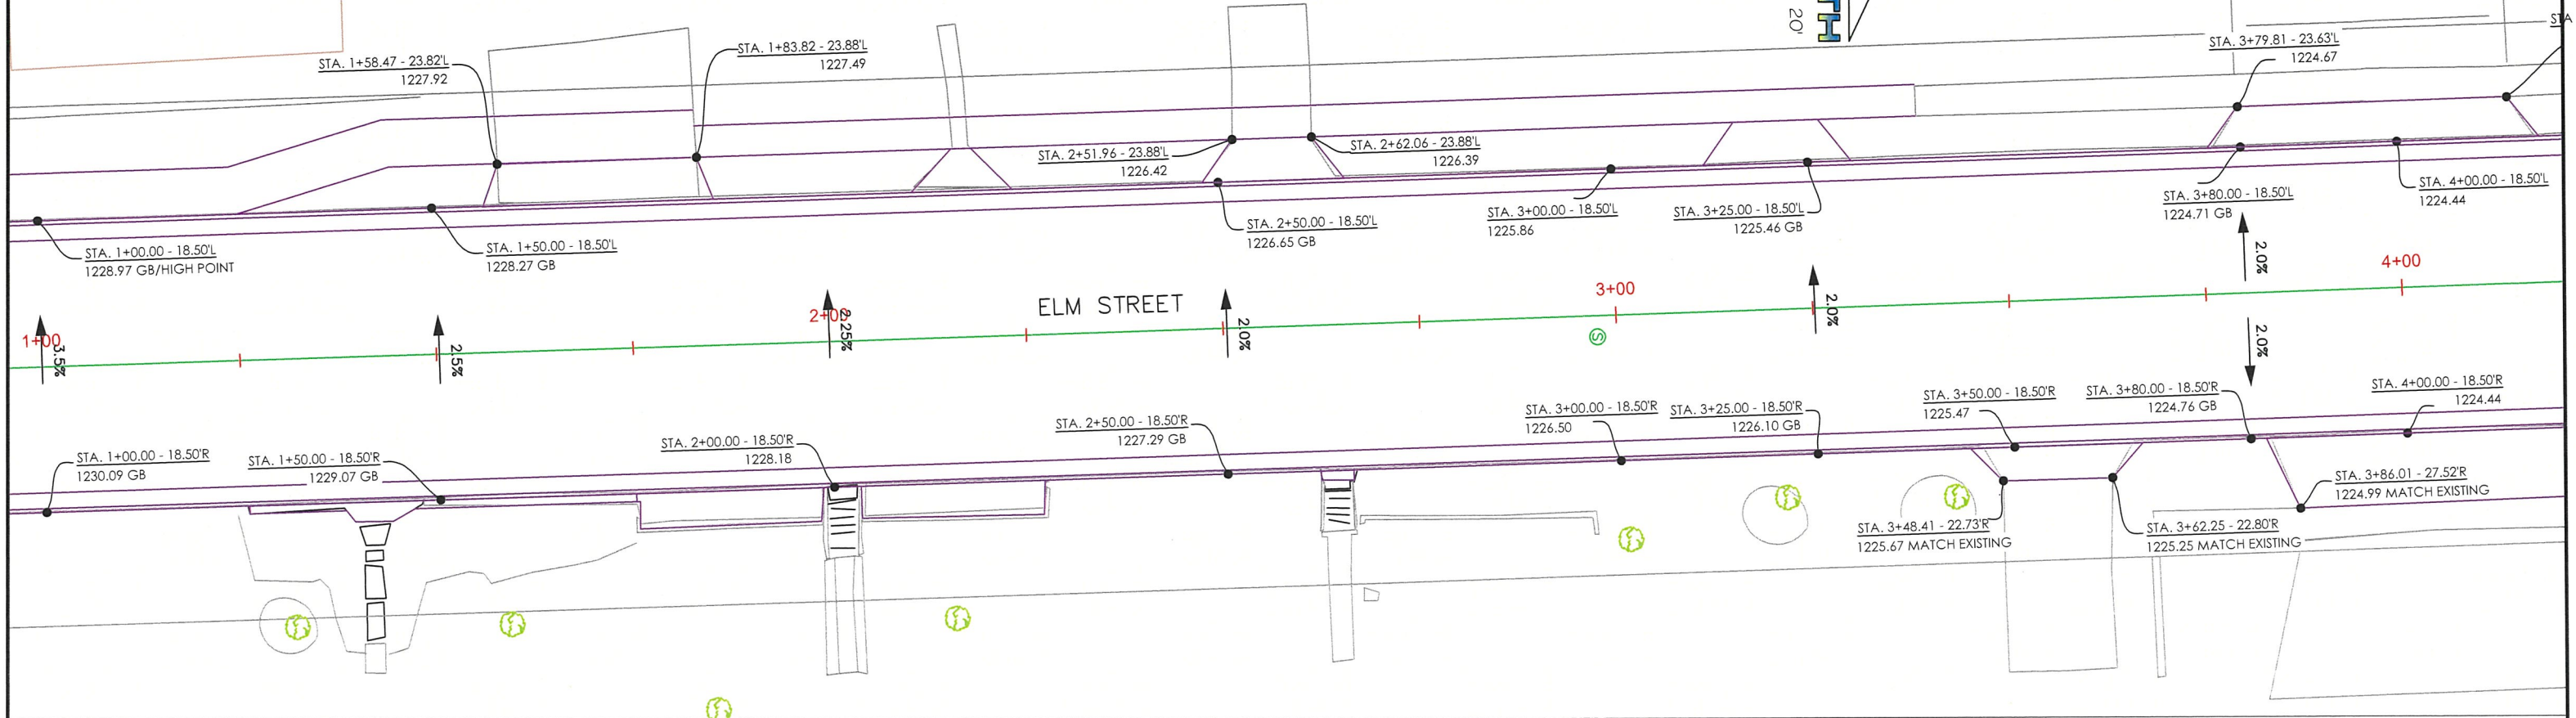 TH
20'
STA
STA. 1+58.47 - 23.82'L
1227.92
STA. 1+83.82 - 23.88'L
1227.49
STA. 3+79.81 - 23.63'L
1224.67
STA. 2+51.96 - 23.88'L
1226.42
STA. 2+62.06 - 23.88'L
1226.39
STA. 1+00.00 - 18.50'L
1228.97 GB/HIGH POINT
STA. 1+50.00 - 18.50'L
1228.27 GB
STA. 2+50.00 - 18.50'L
1226.65 GB
STA. 3+00.00 - 18.50'L
1225.86
STA. 3+25.00 - 18.50'L
1225.46 GB
STA. 3+80.00 - 18.50'L
1224.71 GB
STA. 4+00.00 - 18.50'L
1224.44
1+00
3.5%
2.5%
2+00
2.25%
ELM STREET
2.0%
3+00
S
2.0%
2.0%
2.0%
4+00
STA. 1+00.00 - 18.50'R
1230.09 GB
STA. 1+50.00 - 18.50'R
1229.07 GB
STA. 2+00.00 - 18.50'R
1228.18
STA. 2+50.00 - 18.50'R
1227.29 GB
STA. 3+00.00 - 18.50'R
1226.50
STA. 3+25.00 - 18.50'R
1226.10 GB
STA. 3+50.00 - 18.50'R
1225.47
STA. 3+80.00 - 18.50'R
1224.76 GB
STA. 4+00.00 - 18.50'R
1224.44
STA. 3+48.41 - 22.73'R
1225.67 MATCH EXISTING
STA. 3+62.25 - 22.80'R
1225.25 MATCH EXISTING
STA. 3+86.01 - 27.52'R
1224.99 MATCH EXISTING